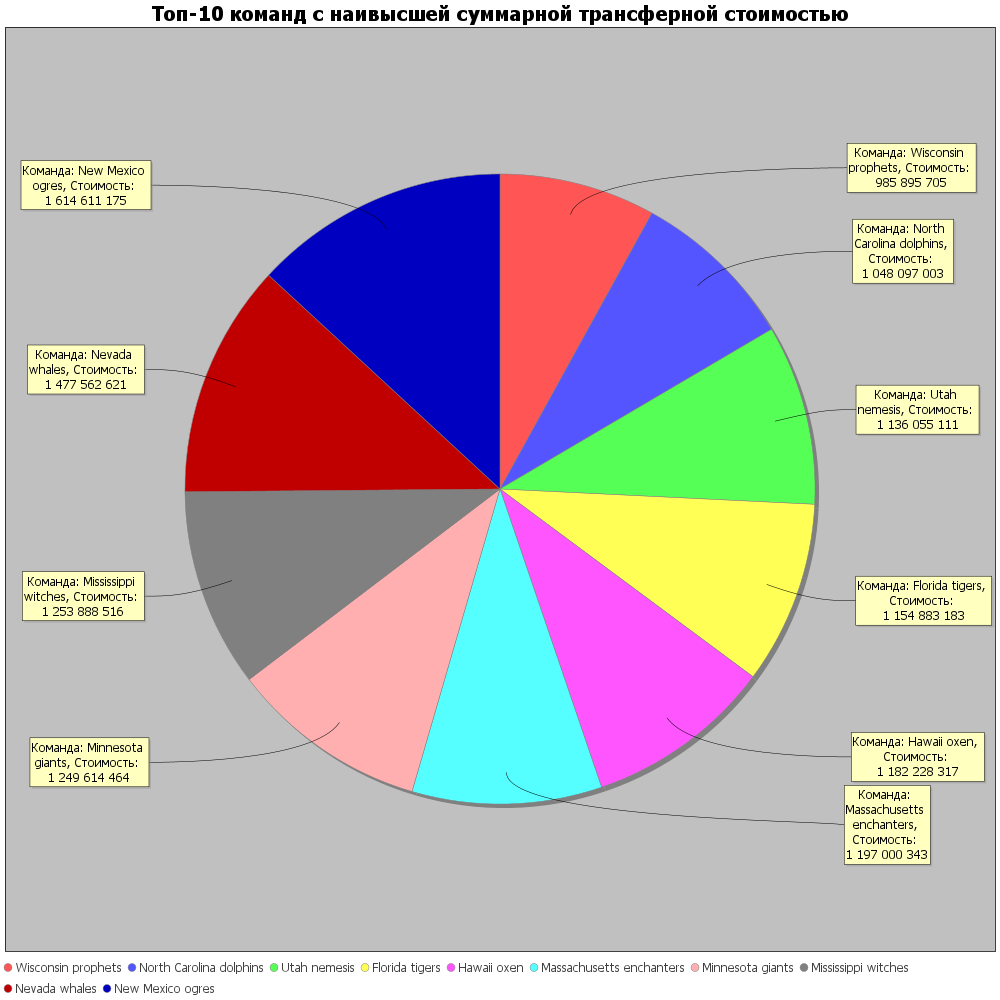 Топ-10 команд с наивысшей суммарной трансферной стоимостью
Команда: New Mexico
ogres, Стоимость:
1 614 611 175
Команда: Wisconsin
prophets, Стоимость:
985 895 705
Команда: North
Carolina dolphins,
Стоимость:
1 048 097 003
Команда: Nevada
whales, Стоимость:
1 477 562 621
Команда: Utah
nemesis, Стоимость:
1 136 055 111
Команда: Mississippi
witches, Стоимость:
1 253 888 516
Команда: Florida tigers,
Стоимость:
1 154 883 183
Команда: Minnesota
giants, Стоимость:
1 249 614 464
Команда: Hawaii oxen,
Стоимость:
1 182 228 317
Команда:
Massachusetts
enchanters,
Стоимость:
1 197 000 343
Wisconsin prophets North Carolina dolphins Utah nemesis Florida tigers Hawaii oxen Massachusetts enchanters Minnesota giants Mississippi witches
Nevada whales New Mexico ogres